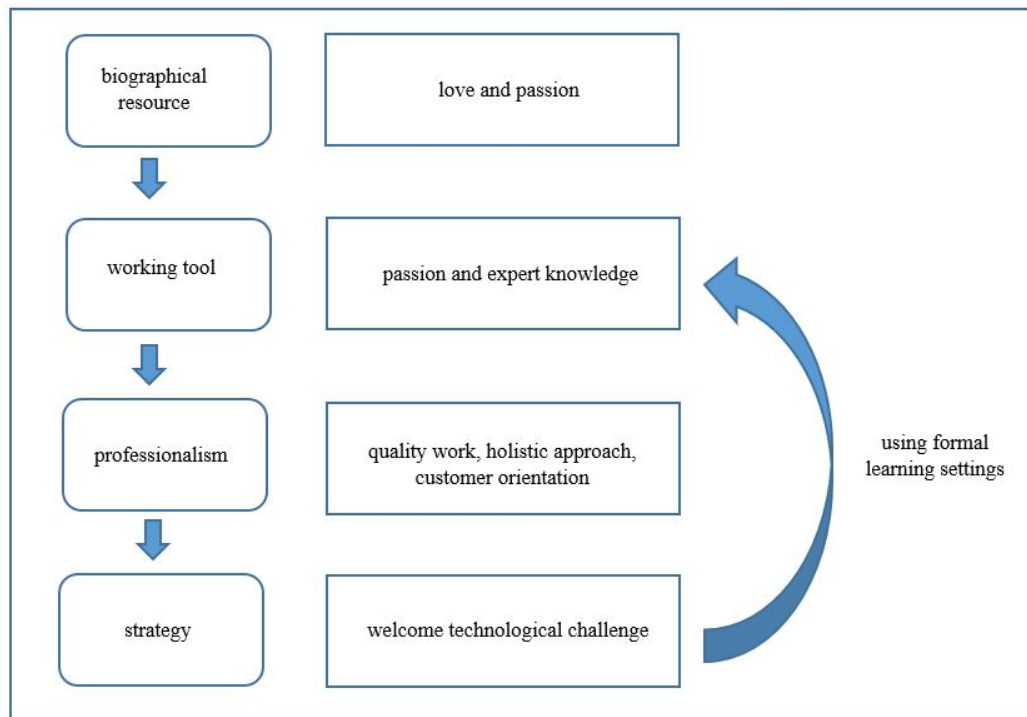 biographical
resource
love and passion
working tool
passion and expert knowledge
professionalism
quality work, holistic approach,
customer orientation
using formal
learning settings
strategy
welcome technological challenge